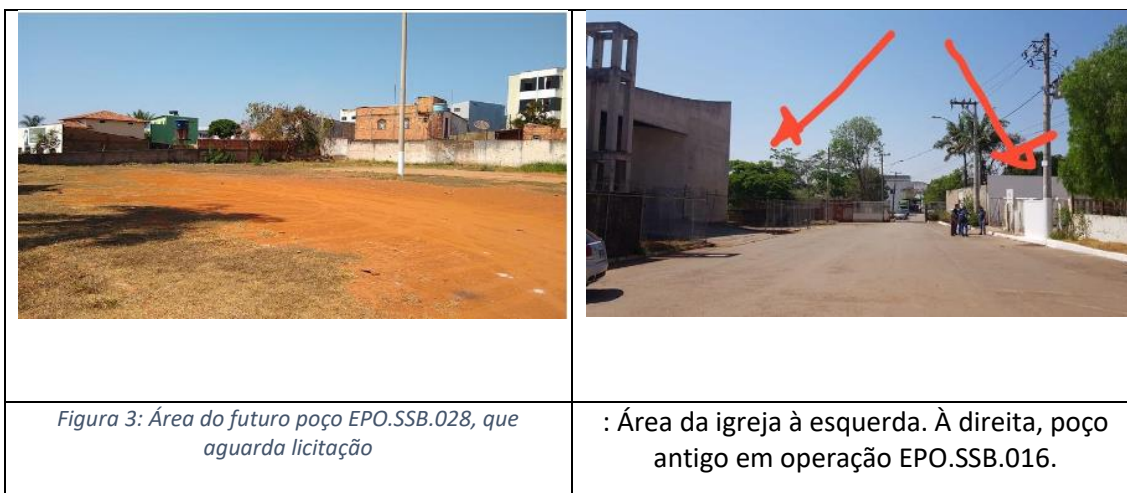 Figura 3: Área do futuro poço EPO.SSB.028, que
aguarda licitação
: Área da igreja à esquerda. À direita, poço
antigo em operação EPO.SSB.016.